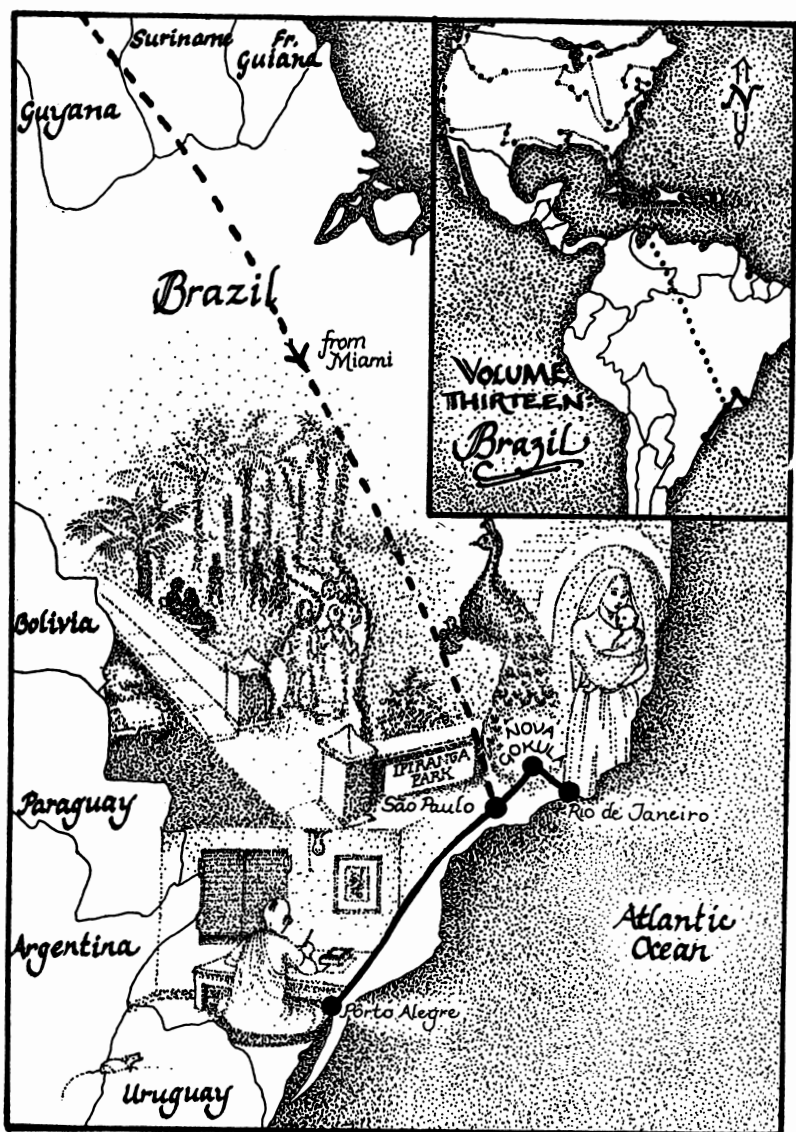 Suriname
Fr.
Guiana
Guyana
N
Brazil
from
Miami
VOLUME
THIRTEEN
Brazil
Bolivia
NOVA
GOKULA
IPIRANGA
PARK
São Paulo
Rio de Janeiro
Paraguay
Argentina
Atlantic
Ocean
Pôrto Alegre
Uruguay